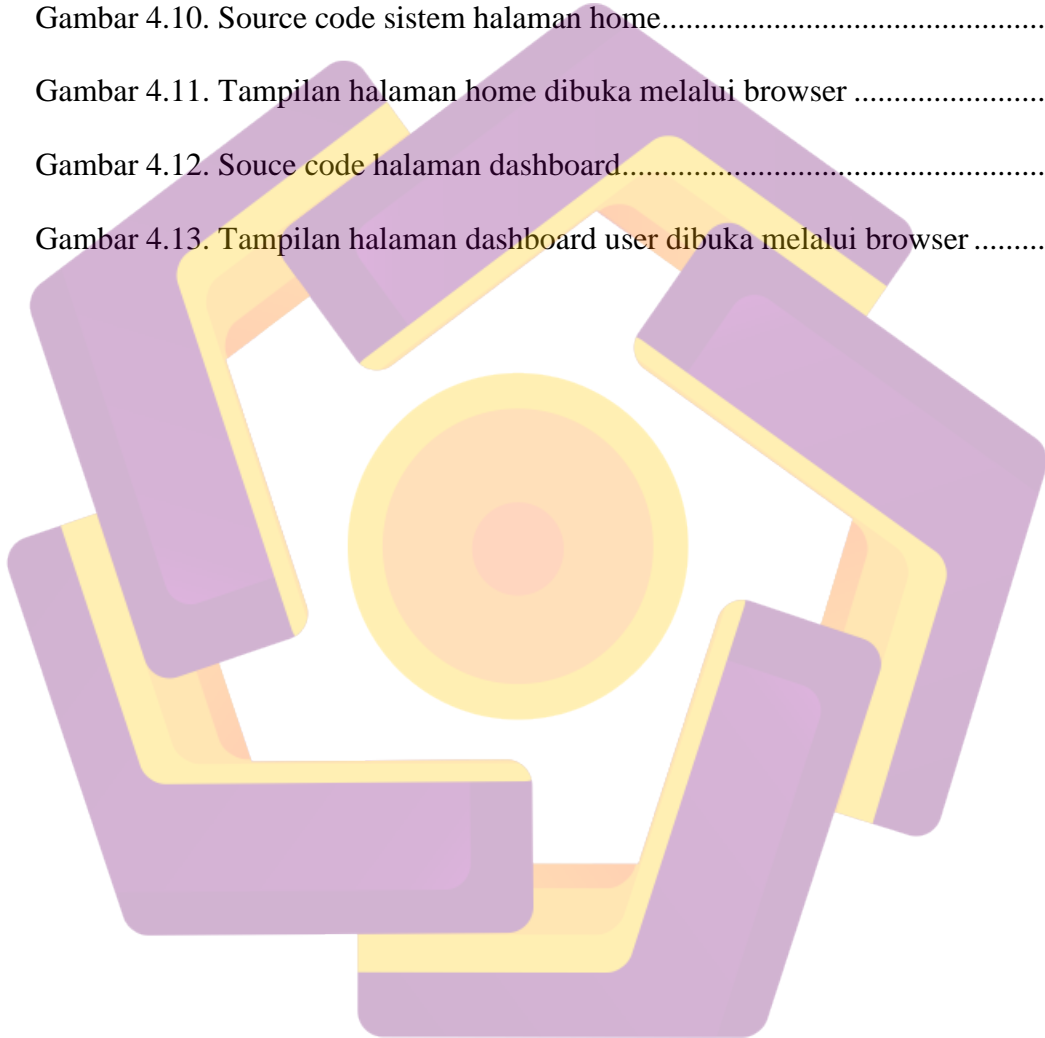 Gambar 4.10. Source code sistem halaman home........................................
Gambar 4.11. Tampilan halaman home dibuka melalui browser ....................
Gambar 4.12. Souce code halaman dashboard............................................
Gambar 4.13. Tampilan halaman dashboard user dibuka melalui browser .........